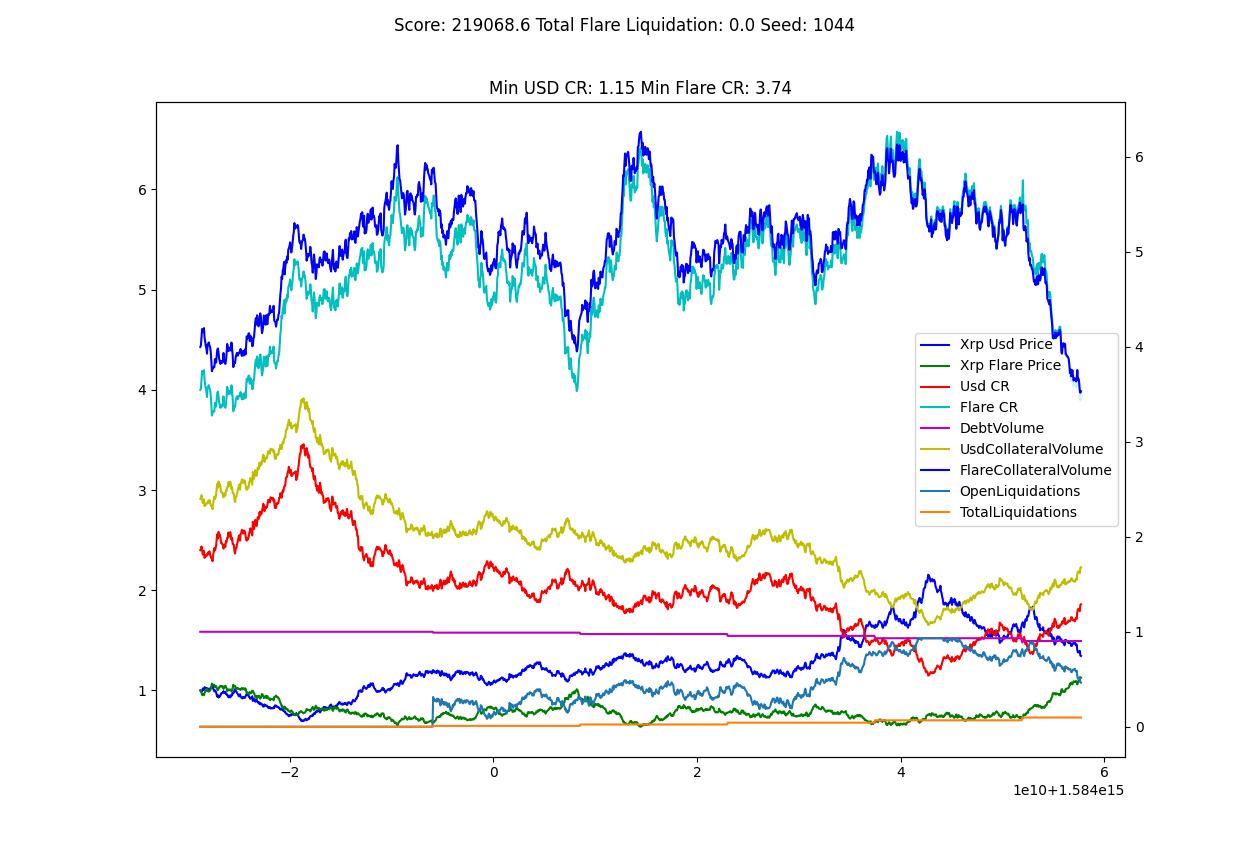 Score: 219068.6 Total Flare Liquidation: 0.0 Seed: 1044
Min USD CR: 1.15 Min Flare CR: 3.74
6
5
4
3
2
1
6
5
4
3
2
1
0
Xrp Usd Price
Xrp Flare Price
Usd CR
Flare CR
DebtVolume
UsdCollateralVolume
FlareCollateralVolume
OpenLiquidations
TotalLiquidations
−2 0 2 4 6
1e10+1.584e15